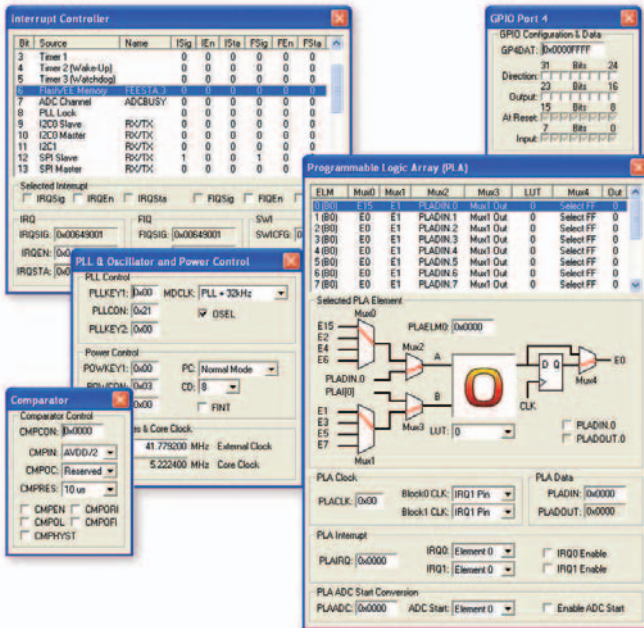 Interrupt Controller
Bit Source Name ISig IEn ISta FSig FEn FSta
3 Timer 1 0 0 0 0 0 0
4 Timer 2 (Wake-Up) 0 0 0 0 0 0
5 Timer 3 (Watchdog) 0 0 0 0 0 0
6 Flash/EE Memory FEESTA.3 0 0 0 0 0 0
7 ADC Channel ADCBUSY 0 0 0 0 0 0
8 PLL Lock 0 0 0 0 0 0
9 I2C0 Slave RX/TX 0 0 0 0 0 0
10 I2C0 Master RX/TX 0 0 0 0 0 0
11 I2C1 RX/TX 0 0 0 0 0 0
12 SPI Slave RX/TX 1 0 0 1 0 0
13 SPI Master RX/TX 0 0 0 0 0 0
Selected Interrupt
IRQSig IRQEn IRQSta FIQSig FIQEn
IRQ FIQ SWI
IRQSIG: 0x00649001 FIQSIG: 0x00649001 SWICFG: 0
IRQEN: 0x0
IRQSTA: 0x0
GPIO Port 4
GPIO Configuration & Data
GP4DAT: 0x0000FFFF
31 Bits 24
Direction:
23 Bits 16
Output:
15 Bits 8
At Reset:
7 Bits 0
Input:
PLL & Oscillator and Power Control
PLL Control
PLLKEY1: 0x00 MDCLK: PLL + 32kHz
PLLCON: 0x21 OSEL
PLLKEY2: 0x00
Power Control
POWKEY1: 0x00 PC: Normal Mode
POWCON: 0x03 CD: 8
0x00 FINT
s & Core Clock
41.779200 MHz External Clock
5.222400 MHz Core Clock
Comparator
Comparator Control
CMPCON: 0x0000
CMPIN: AVDD/2
CMPOC: Reserved
CMPRES: 10 us
CMPEN CMPORI
CMPOL CMPOFI
CMPHYST
Programmable Logic Array (PLA)
ELM Mux0 Mux1 Mux2 Mux3 LUT Mux4 Out
0 (B0) E15 E1 PLADIN.0 Mux1 Out 0 Select FF 0
1 (B0) E0 E1 PLADIN.1 Mux1 Out 0 Select FF 0
2 (B0) E0 E1 PLADIN.2 Mux1 Out 0 Select FF 0
3 (B0) E0 E1 PLADIN.3 Mux1 Out 0 Select FF 0
4 (B0) E0 E1 PLADIN.4 Mux1 Out 0 Select FF 0
5 (B0) E0 E1 PLADIN.5 Mux1 Out 0 Select FF 0
6 (B0) E0 E1 PLADIN.6 Mux1 Out 0 Select FF 0
7 (B0) E0 E1 PLADIN.7 Mux1 Out 0 Select FF 0
Selected PLA Element
Mux0
E15
E2
E4
E6
PLAELM0: 0x0000
Mux2
A
PLADIN.0
PLAI[0]
0
D Q
Mux4
E0
CLK
E1
E3
E5
E7
Mux1
B
Mux3
LUT: 0
PLADIN.0
PLADOUT.0
PLA Clock
PLACLK: 0x00
Block0 CLK: IRQ1 Pin
Block1 CLK: IRQ1 Pin
PLA Data
PLADIN: 0x0000
PLADOUT: 0x0000
PLA Interrupt
PLAIRQ: 0x0000
IRQ0: Element 0 IRQ0 Enable
IRQ1: Element 0 IRQ1 Enable
PLA ADC Start Conversion
PLAADC: 0x0000 ADC Start: Element 0 Enable ADC Start